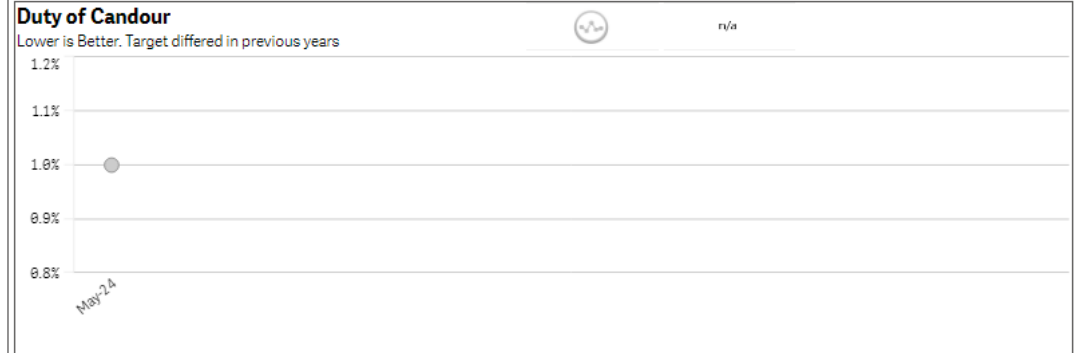 Duty of Candour
Lower is Better. Target differed in previous years
n/a
1.2%
1.1%
1.0%
0.9%
0.8%
May-24